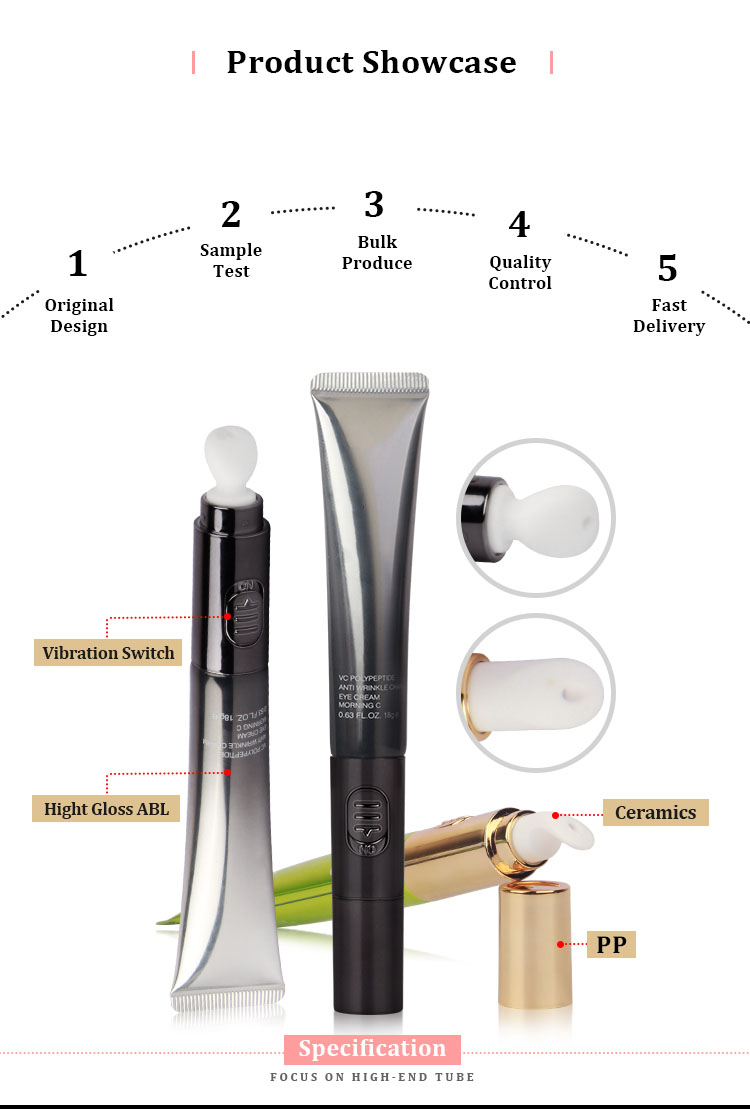 Product Showcase
1
Original
Design
2
Sample
Test
3
Bulk
Produce
4
Quality
Control
5
Fast
Delivery
ON
Vibration Switch
VC POLYPEPTIDE
ANTI WRINKLE
EYE CREAM
MORNING C
0.63 FL.OZ. 18g
VC POLYPEPTIDE
ANTI WRINKLE
EYE CREAM
MORNING C
0.63 FL.OZ. 18g
Hight Gloss ABL
ON
Ceramics
PP
Specification
FOCUS ON HIGH-END TUBE